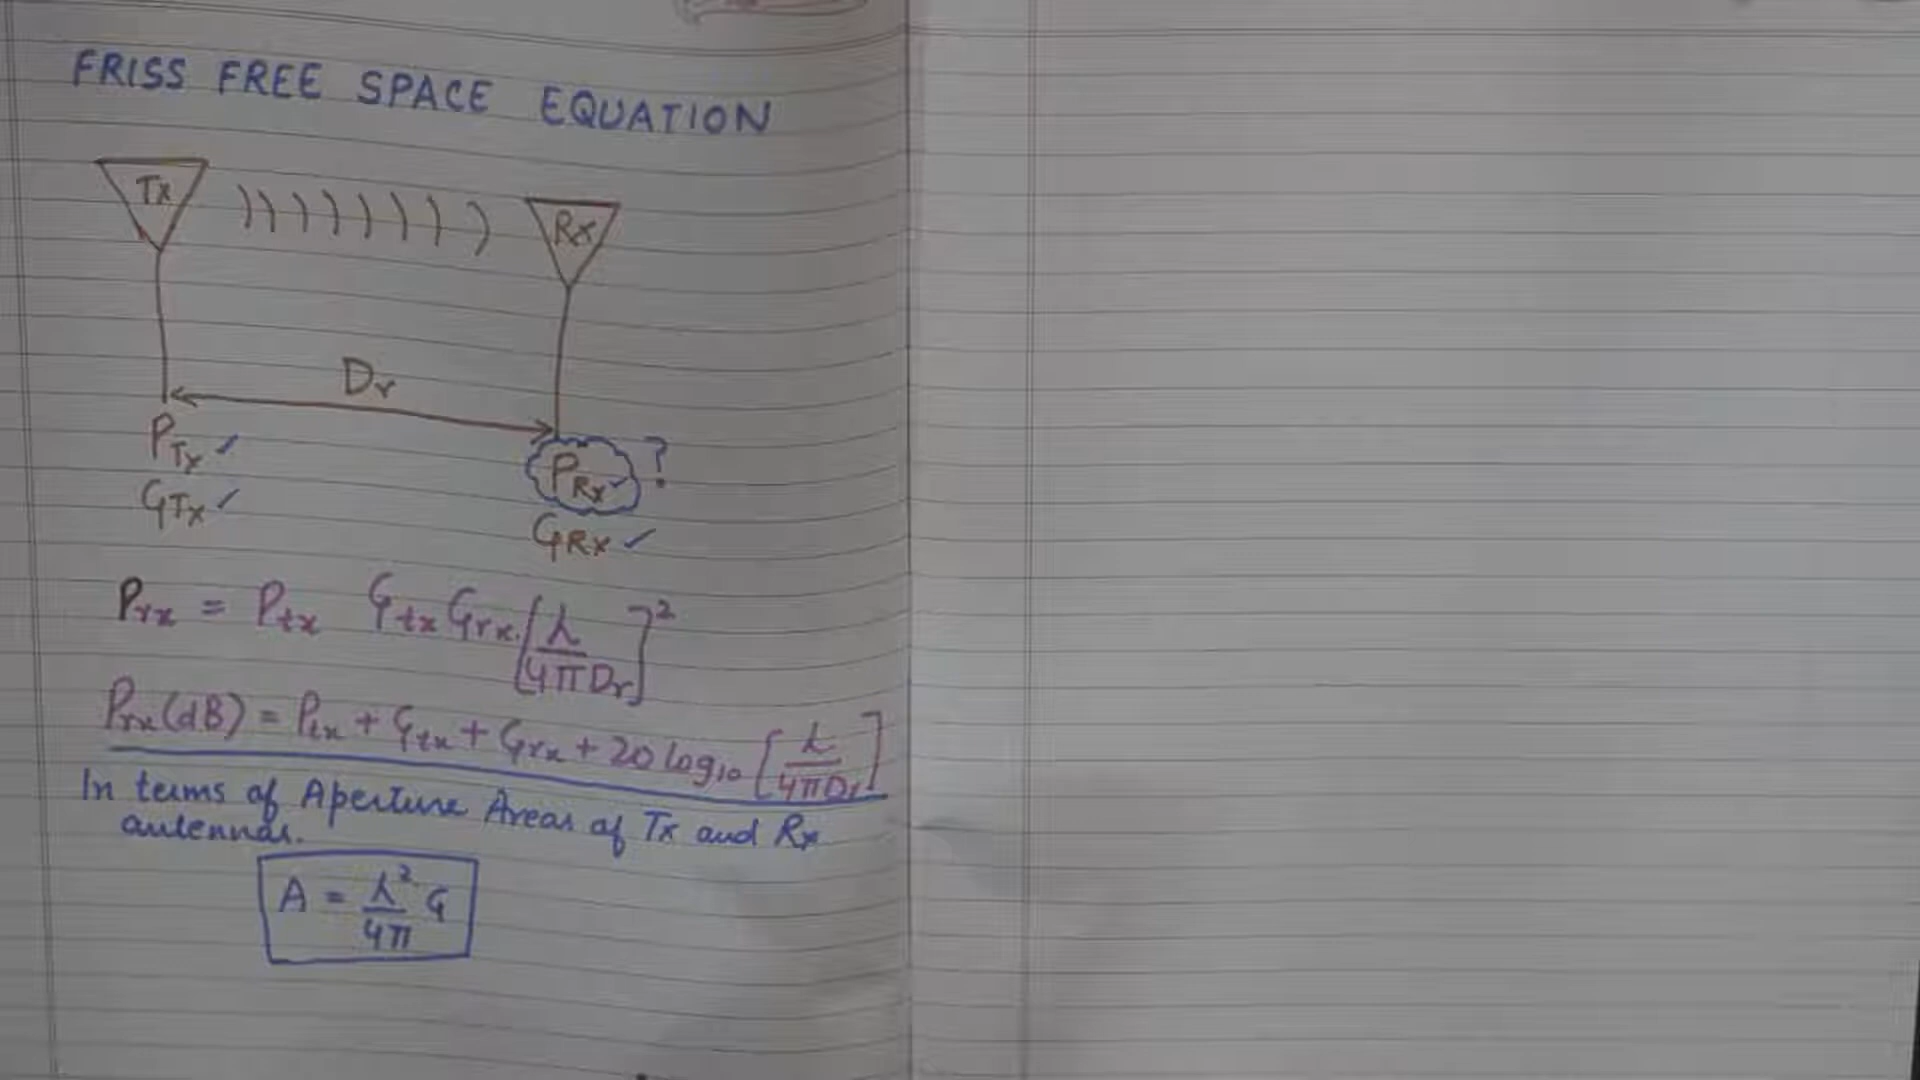 FRISS FREE SPACE EQUATION
Tx
Rx
Dr
PTx ✓
GTx ✓
PRx ✓ ?
GRx ✓
Prx = Ptx Gtx Grx. [λ / 4πDr]²
Prx (dB) = Ptx + Gtx + Grx + 20 log10 [λ / 4πDr]
In terms of Aperture Areas of Tx and Rx
antennas.
A = λ² / 4π G